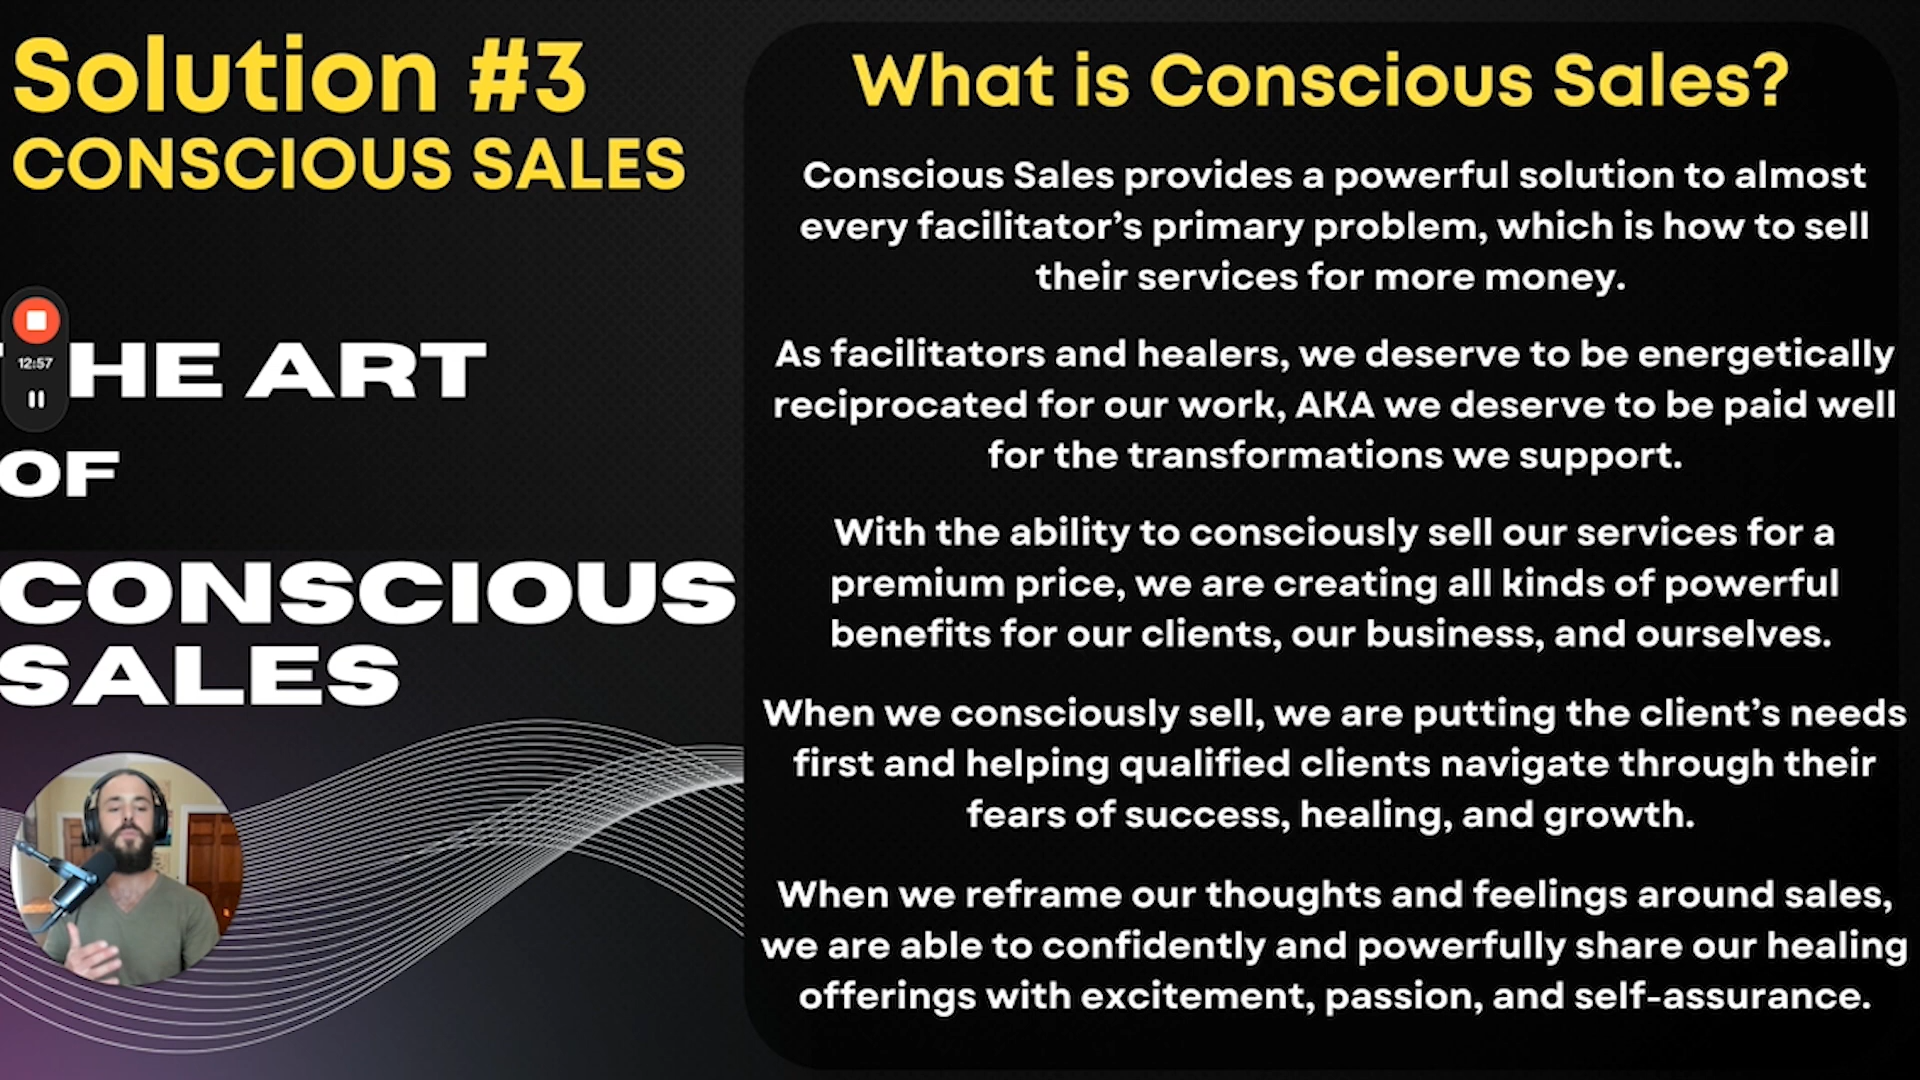 Solution #3
CONSCIOUS SALES
12:57
THE ART
OF
CONSCIOUS
SALES
What is Conscious Sales?
Conscious Sales provides a powerful solution to almost
every facilitator’s primary problem, which is how to sell
their services for more money.
As facilitators and healers, we deserve to be energetically
reciprocated for our work, AKA we deserve to be paid well
for the transformations we support.
With the ability to consciously sell our services for a
premium price, we are creating all kinds of powerful
benefits for our clients, our business, and ourselves.
When we consciously sell, we are putting the client’s needs
first and helping qualified clients navigate through their
fears of success, healing, and growth.
When we reframe our thoughts and feelings around sales,
we are able to confidently and powerfully share our healing
offerings with excitement, passion, and self-assurance.